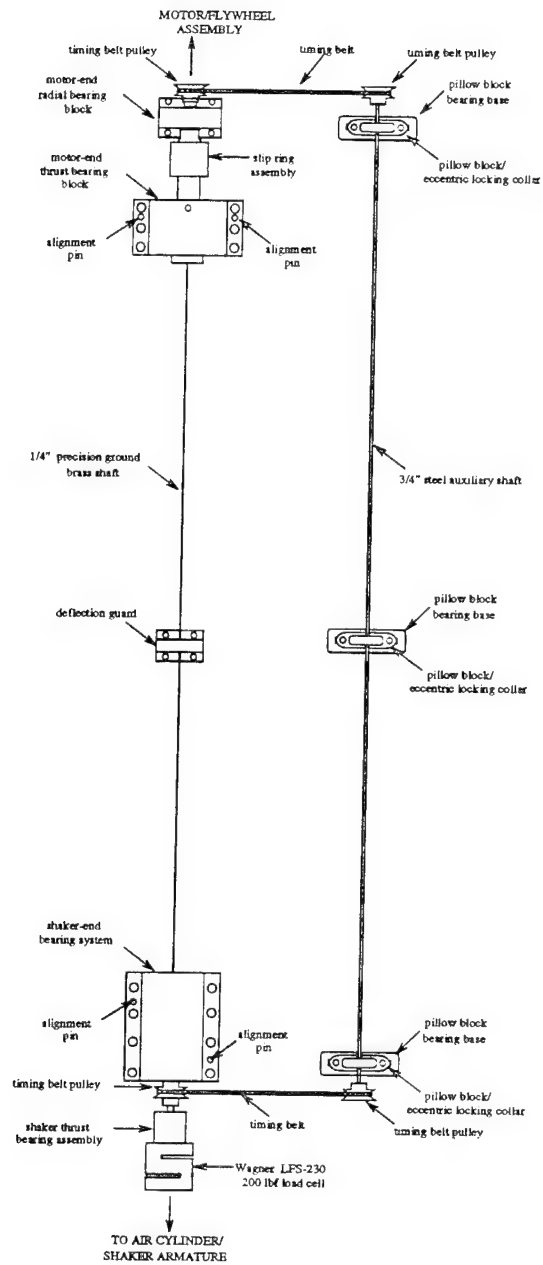 MOTOR/FLYWHEEL
ASSEMBLY
timing belt pulley
timing belt
timing belt pulley
motor-end
radial bearing
block
pillow block
bearing base
motor-end
thrust bearing
block
slip ring
assembly
pillow block/
eccentric locking collar
alignment
pin
alignment
pin
1/4" precision ground
brass shaft
3/4" steel auxiliary shaft
deflection guard
pillow block
bearing base
pillow block/
eccentric locking collar
shaker-end
bearing system
alignment
pin
alignment
pin
pillow block
bearing base
timing belt pulley
pillow block/
eccentric locking collar
shaker thrust
bearing assembly
timing belt
timing belt pulley
Wagner LFS-230
200 lbf load cell
TO AIR CYLINDER/
SHAKER ARMATURE